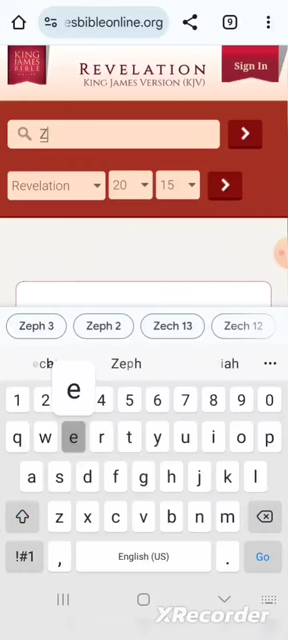 esbibleonline.org
9
KING
JAMES
BIBLE
REVELATION
KING JAMES VERSION (KJV)
Sign In
Z
Revelation 20 15
Zeph 3 Zeph 2 Zech 13 Zech 12
Zeph iah
e
1 2 4 5 6 7 8 9 0
q w e r t y u i o p
a s d f g h j k l
z x c v b n m
!#1 , English (US) . Go
XRecorder